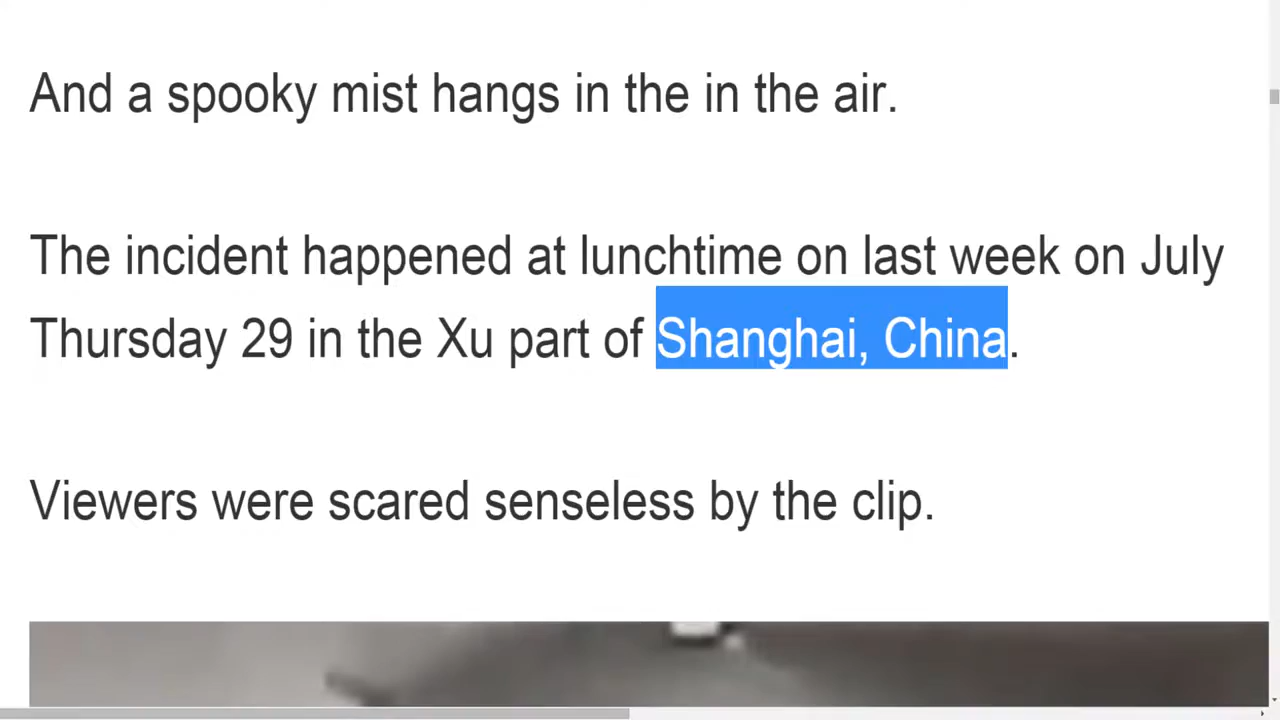 And a spooky mist hangs in the in the air.
The incident happened at lunchtime on last week on July
Thursday 29 in the Xu part of Shanghai, China.
Viewers were scared senseless by the clip.